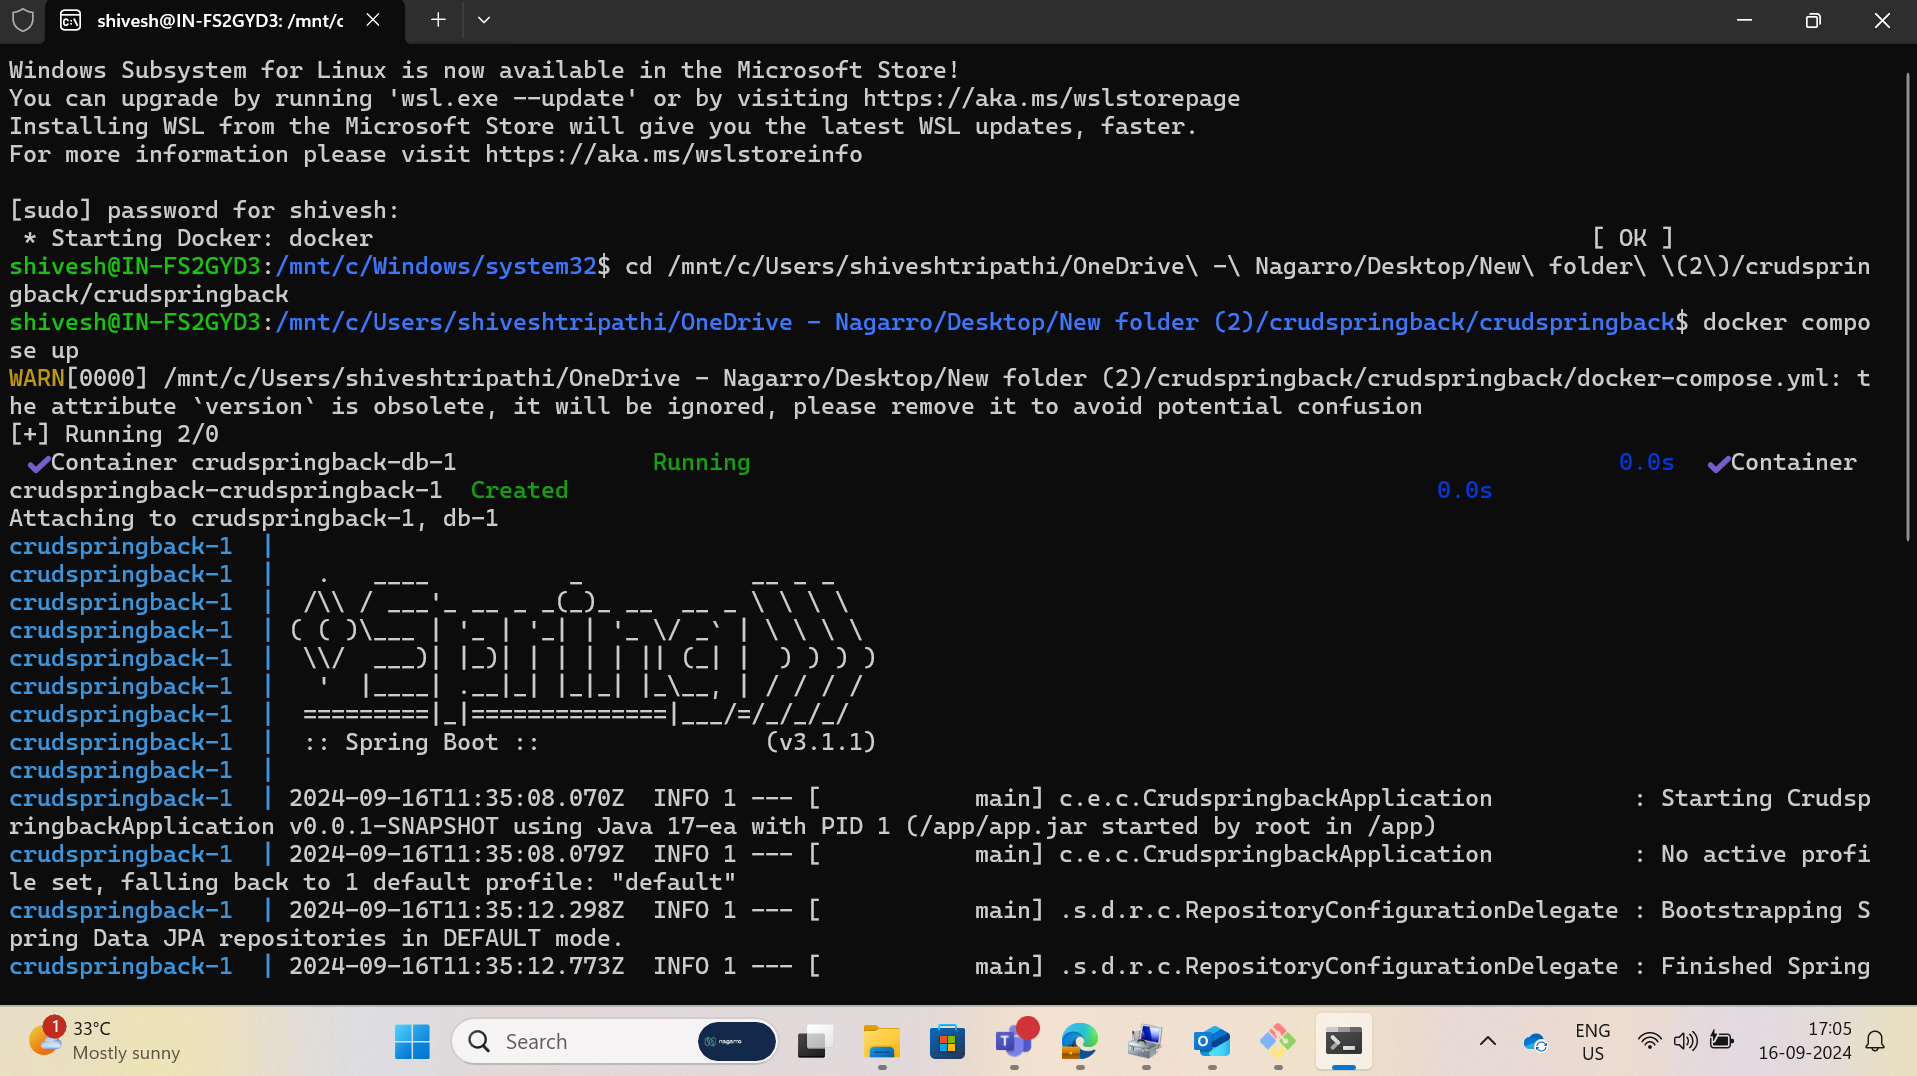 shivesh@IN-FS2GYD3: /mnt/c
Windows Subsystem for Linux is now available in the Microsoft Store!
You can upgrade by running 'wsl.exe --update' or by visiting https://aka.ms/wslstorepage
Installing WSL from the Microsoft Store will give you the latest WSL updates, faster.
For more information please visit https://aka.ms/wslstoreinfo
[sudo] password for shivesh:
 * Starting Docker: docker [ OK ]
shivesh@IN-FS2GYD3:/mnt/c/Windows/system32$ cd /mnt/c/Users/shiveshtripathi/OneDrive\ -\ Nagarro/Desktop/New\ folder\ \(2\)/crudsprin
gback/crudspringback
shivesh@IN-FS2GYD3:/mnt/c/Users/shiveshtripathi/OneDrive - Nagarro/Desktop/New folder (2)/crudspringback/crudspringback$ docker compo
se up
WARN[0000] /mnt/c/Users/shiveshtripathi/OneDrive - Nagarro/Desktop/New folder (2)/crudspringback/crudspringback/docker-compose.yml: t
he attribute `version` is obsolete, it will be ignored, please remove it to avoid potential confusion
[+] Running 2/0
 ✔Container crudspringback-db-1 Running 0.0s ✔Container
crudspringback-crudspringback-1 Created 0.0s
Attaching to crudspringback-1, db-1
crudspringback-1  |
crudspringback-1  |   .   ____          _            __ _ _
crudspringback-1  |  /\\ / ___'_ __ _ _(_)_ __  __ _ \ \ \ \
crudspringback-1  | ( ( )\___ | '_ | '_| | '_ \/ _` | \ \ \ \
crudspringback-1  |  \\/  ___)| |_)| | | | | || (_| |  ) ) ) )
crudspringback-1  |   '  |____| .__|_| |_|_| |_\__, | / / / /
crudspringback-1  |  =========|_|==============|___/=/_/_/_/
crudspringback-1  |  :: Spring Boot ::                (v3.1.1)
crudspringback-1  |
crudspringback-1  | 2024-09-16T11:35:08.070Z  INFO 1 --- [           main] c.e.c.CrudspringbackApplication          : Starting Crudsp
ringbackApplication v0.0.1-SNAPSHOT using Java 17-ea with PID 1 (/app/app.jar started by root in /app)
crudspringback-1  | 2024-09-16T11:35:08.079Z  INFO 1 --- [           main] c.e.c.CrudspringbackApplication          : No active profi
le set, falling back to 1 default profile: "default"
crudspringback-1  | 2024-09-16T11:35:12.298Z  INFO 1 --- [           main] .s.d.r.c.RepositoryConfigurationDelegate : Bootstrapping S
pring Data JPA repositories in DEFAULT mode.
crudspringback-1  | 2024-09-16T11:35:12.773Z  INFO 1 --- [           main] .s.d.r.c.RepositoryConfigurationDelegate : Finished Spring
1
33°C
Mostly sunny
Search
nagarro
ENG
US
17:05
16-09-2024